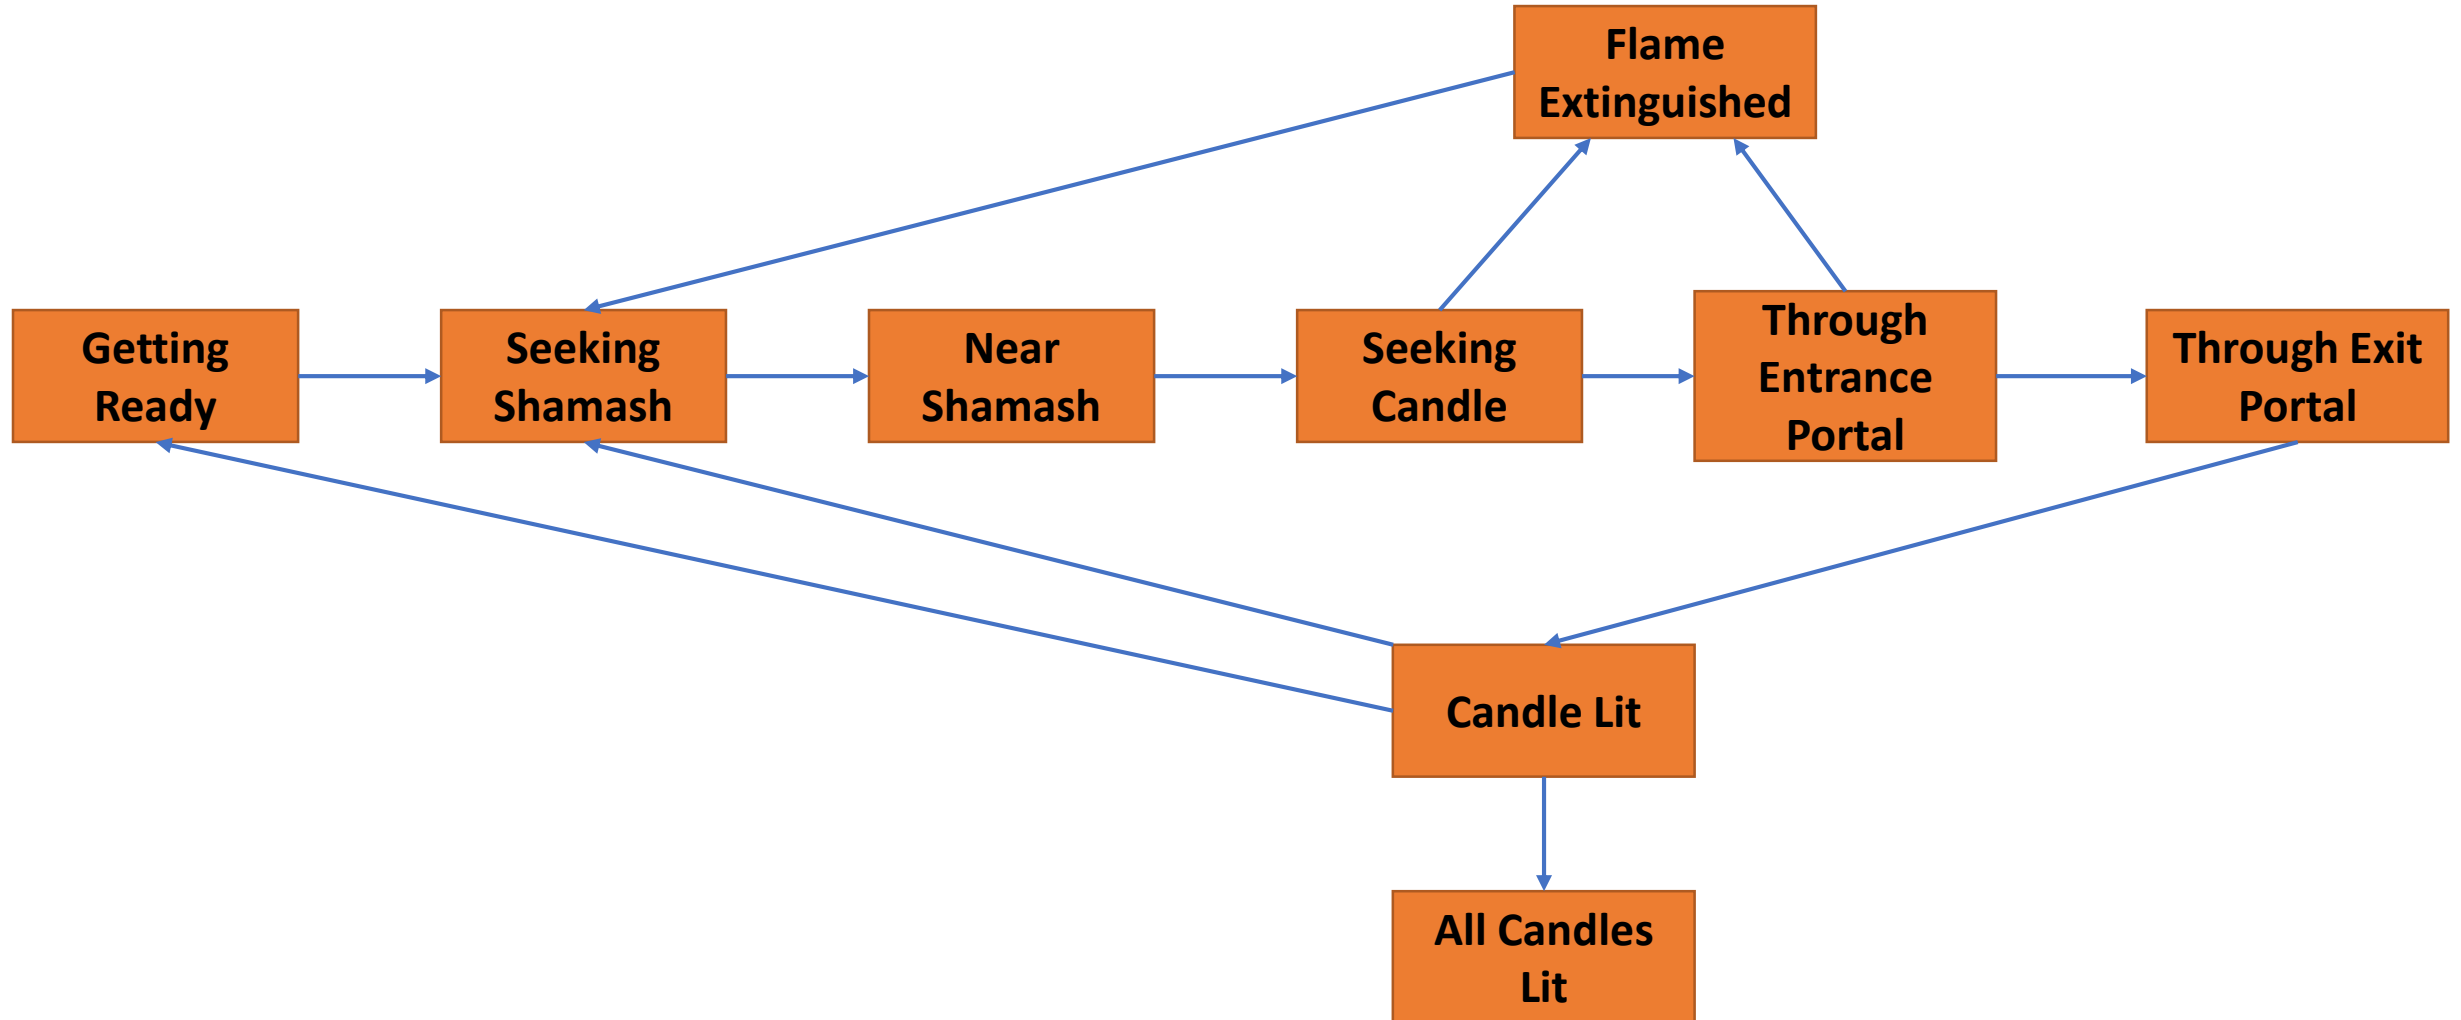 Flame
Extinguished
Getting
Ready
Seeking
Shamash
Near
Shamash
Seeking
Candle
Through
Entrance
Portal
Through Exit
Portal
Candle Lit
All Candles
Lit